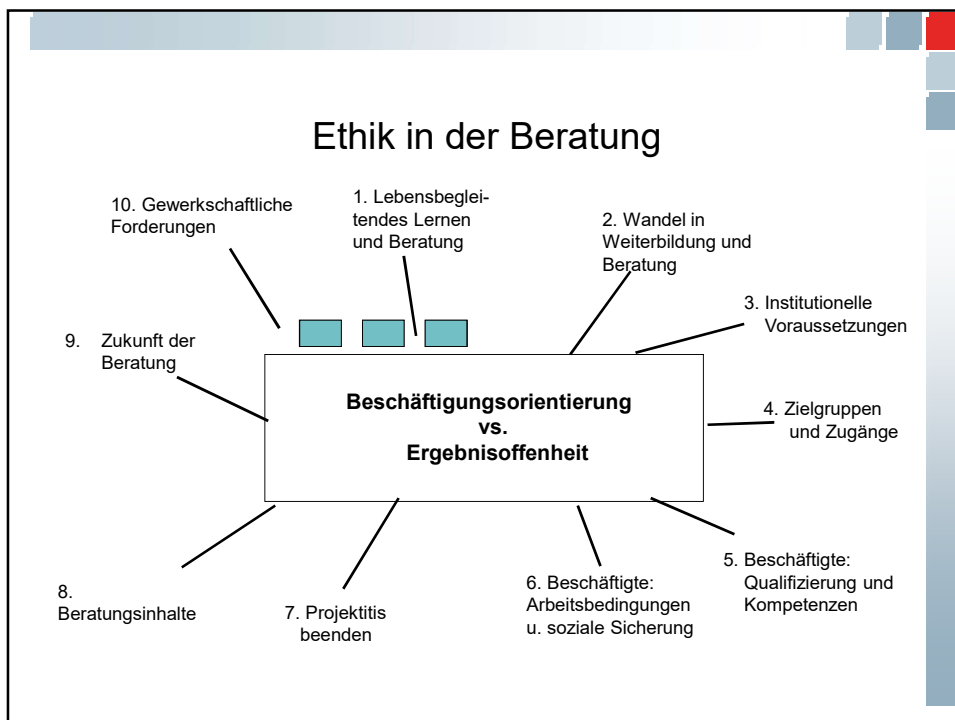 Ethik in der Beratung
10. Gewerkschaftliche
Forderungen
1. Lebensbeglei-
tendes Lernen
und Beratung
2. Wandel in
Weiterbildung und
Beratung
3. Institutionelle
Voraussetzungen
4. Zielgruppen
und Zugänge
5. Beschäftigte:
Qualifizierung und
Kompetenzen
6. Beschäftigte:
Arbeitsbedingungen
u. soziale Sicherung
7. Projektitis
beenden
8.
Beratungsinhalte
9. Zukunft der
Beratung
Beschäftigungsorientierung
vs.
Ergebnisoffenheit